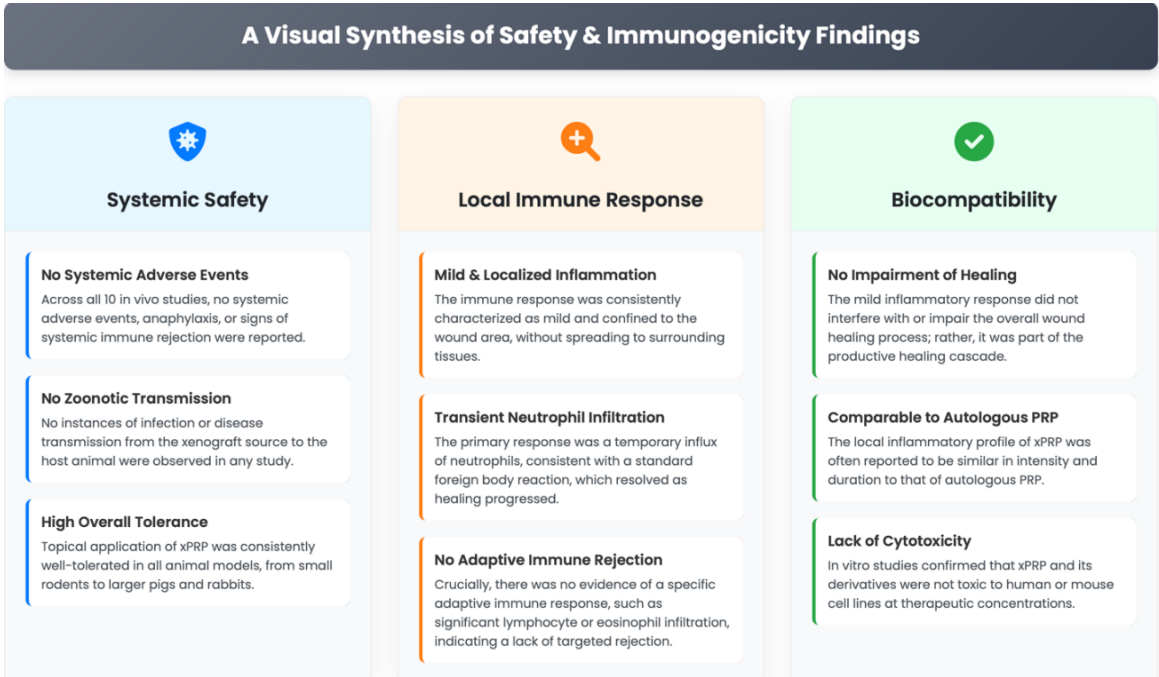 A Visual Synthesis of Safety & Immunogenicity Findings
Systemic Safety
No Systemic Adverse Events
Across all 10 in vivo studies, no systemic
adverse events, anaphylaxis, or signs of
systemic immune rejection were reported.
No Zoonotic Transmission
No instances of infection or disease
transmission from the xenograft source to the
host animal were observed in any study.
High Overall Tolerance
Topical application of xPRP was consistently
well-tolerated in all animal models, from small
rodents to larger pigs and rabbits.
Local Immune Response
Mild & Localized Inflammation
The immune response was consistently
characterized as mild and confined to the
wound area, without spreading to surrounding
tissues.
Transient Neutrophil Infiltration
The primary response was a temporary influx
of neutrophils, consistent with a standard
foreign body reaction, which resolved as
healing progressed.
No Adaptive Immune Rejection
Crucially, there was no evidence of a specific
adaptive immune response, such as
significant lymphocyte or eosinophil infiltration,
indicating a lack of targeted rejection.
Biocompatibility
No Impairment of Healing
The mild inflammatory response did not
interfere with or impair the overall wound
healing process; rather, it was part of the
productive healing cascade.
Comparable to Autologous PRP
The local inflammatory profile of xPRP was
often reported to be similar in intensity and
duration to that of autologous PRP.
Lack of Cytotoxicity
In vitro studies confirmed that xPRP and its
derivatives were not toxic to human or mouse
cell lines at therapeutic concentrations.